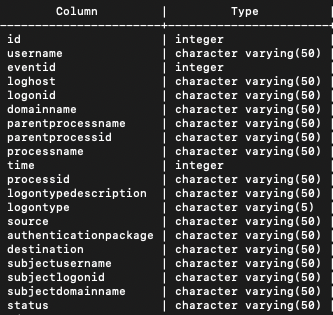 Column | Type
id | integer
username | character varying(50)
eventid | integer
loghost | character varying(50)
logonid | character varying(50)
domainname | character varying(50)
parentprocessname | character varying(50)
parentprocessid | character varying(50)
processname | character varying(50)
time | integer
processid | character varying(50)
logontypedescription | character varying(50)
logontype | character varying(5)
source | character varying(50)
authenticationpackage | character varying(50)
destination | character varying(50)
subjectusername | character varying(50)
subjectlogonid | character varying(50)
subjectdomainname | character varying(50)
status | character varying(50)